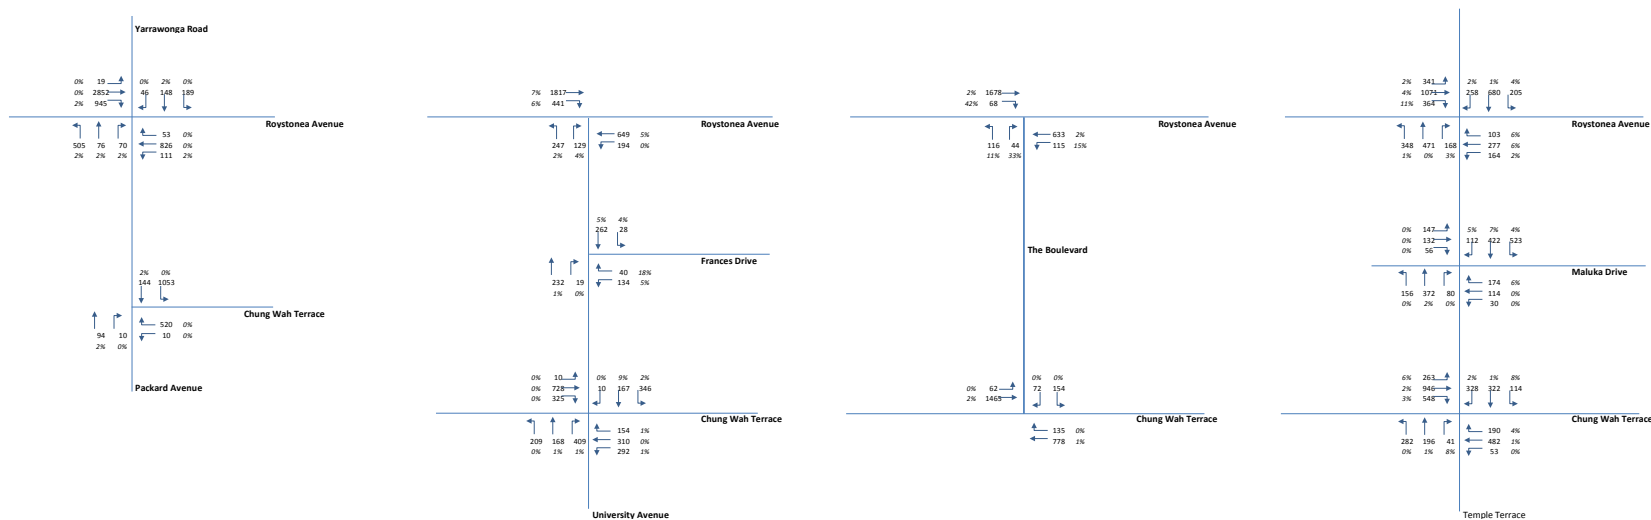 Yarrawonga Road
0% 19 0% 2% 0%
0% 2852 46 148 189
2% 945
Roystonea Avenue
53 0%
505 76 70 826 0%
2% 2% 2% 111 2%
2% 0%
144 1053
Chung Wah Terrace
520 0%
94 10 10 0%
2% 0%
Packard Avenue
7% 1817
6% 441
Roystonea Avenue
649 5%
247 129 194 0%
2% 4%
5% 4%
262 28
Frances Drive
40 18%
232 19 134 5%
1% 0%
0% 10 0% 9% 2%
0% 728 10 167 346
0% 325
Chung Wah Terrace
154 1%
209 168 409 310 0%
0% 1% 1% 292 1%
University Avenue
2% 1678
42% 68
Roystonea Avenue
633 2%
116 44 115 15%
11% 33%
The Boulevard
0% 0%
0% 62 72 154
2% 1465
Chung Wah Terrace
135 0%
778 1%
2% 341 2% 1% 4%
4% 1071 258 680 205
11% 364
Roystonea Avenue
103 6%
348 471 168 277 6%
1% 0% 3% 164 2%
0% 147 5% 7% 4%
0% 132 112 422 523
0% 56
Maluka Drive
174 6%
156 372 80 114 0%
0% 2% 0% 30 0%
6% 263 2% 1% 8%
2% 946 328 322 114
3% 548
Chung Wah Terrace
190 4%
282 196 41 482 1%
0% 1% 8% 53 0%
Temple Terrace